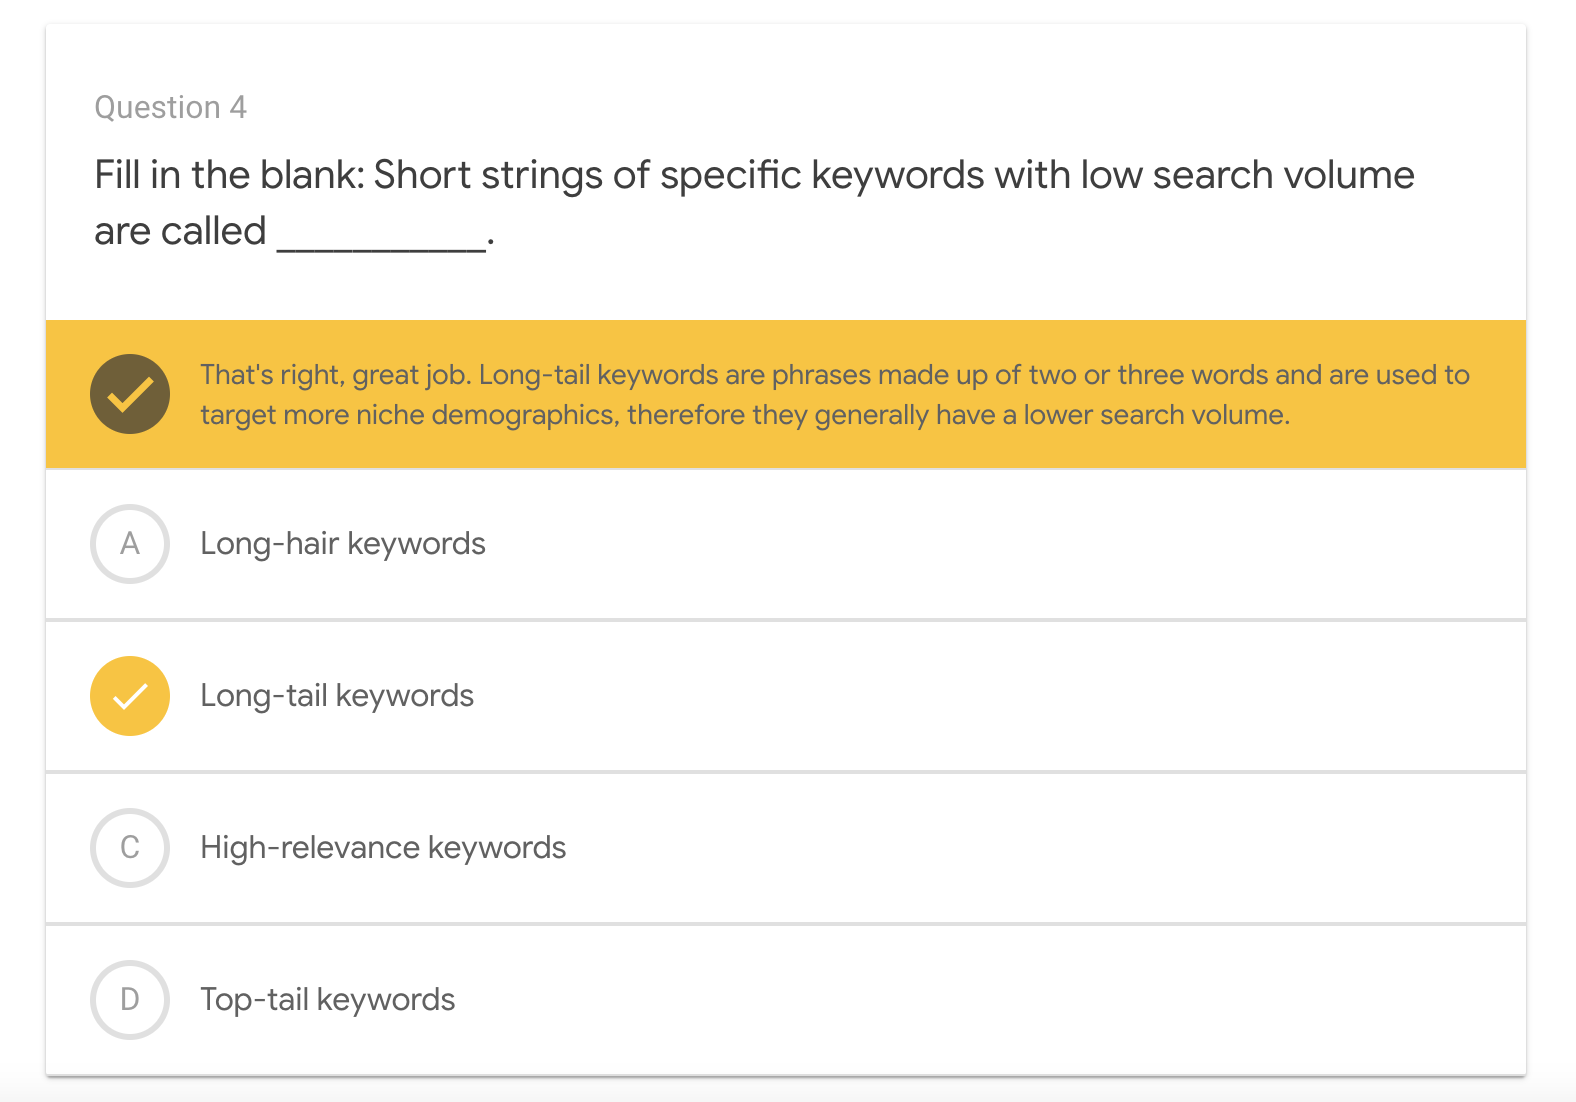 Question 4
Fill in the blank: Short strings of specific keywords with low search volume
are called ___________.
That's right, great job. Long-tail keywords are phrases made up of two or three words and are used to
target more niche demographics, therefore they generally have a lower search volume.
A Long-hair keywords
Long-tail keywords
C High-relevance keywords
D Top-tail keywords